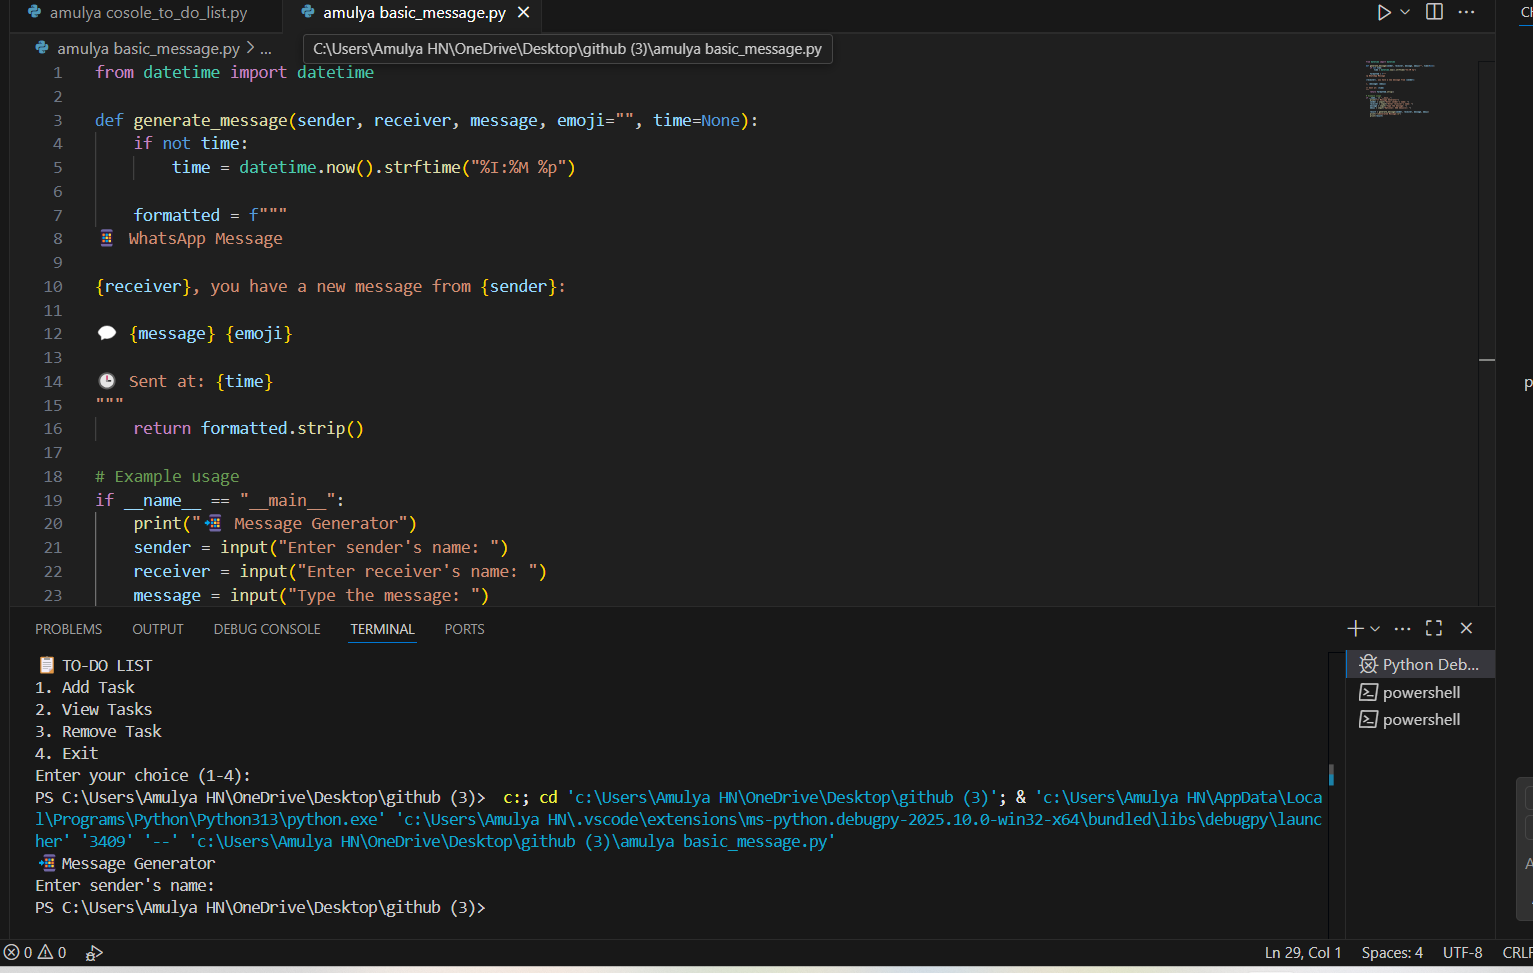 amulya cosole_to_do_list.py
amulya basic_message.py
amulya basic_message.py > ...
C:\Users\Amulya HN\OneDrive\Desktop\github (3)\amulya basic_message.py
1 from datetime import datetime
2
3 def generate_message(sender, receiver, message, emoji="", time=None):
4 if not time:
5 time = datetime.now().strftime("%I:%M %p")
6
7 formatted = f"""
8 📱 WhatsApp Message
9
10 {receiver}, you have a new message from {sender}:
11
12 💬 {message} {emoji}
13
14 🕒 Sent at: {time}
15 """
16 return formatted.strip()
17
18 # Example usage
19 if __name__ == "__main__":
20 print("📲 Message Generator")
21 sender = input("Enter sender's name: ")
22 receiver = input("Enter receiver's name: ")
23 message = input("Type the message: ")
PROBLEMS OUTPUT DEBUG CONSOLE TERMINAL PORTS
📋 TO-DO LIST
1. Add Task
2. View Tasks
3. Remove Task
4. Exit
Enter your choice (1-4):
PS C:\Users\Amulya HN\OneDrive\Desktop\github (3)> c:; cd 'c:\Users\Amulya HN\OneDrive\Desktop\github (3)'; & 'c:\Users\Amulya HN\AppData\Loca
l\Programs\Python\Python313\python.exe' 'c:\Users\Amulya HN\.vscode\extensions\ms-python.debugpy-2025.10.0-win32-x64\bundled\libs\debugpy\launc
her' '3409' '--' 'c:\Users\Amulya HN\OneDrive\Desktop\github (3)\amulya basic_message.py'
📲 Message Generator
Enter sender's name:
PS C:\Users\Amulya HN\OneDrive\Desktop\github (3)>
Python Deb...
powershell
powershell
0 0
Ln 29, Col 1 Spaces: 4 UTF-8 CRLF